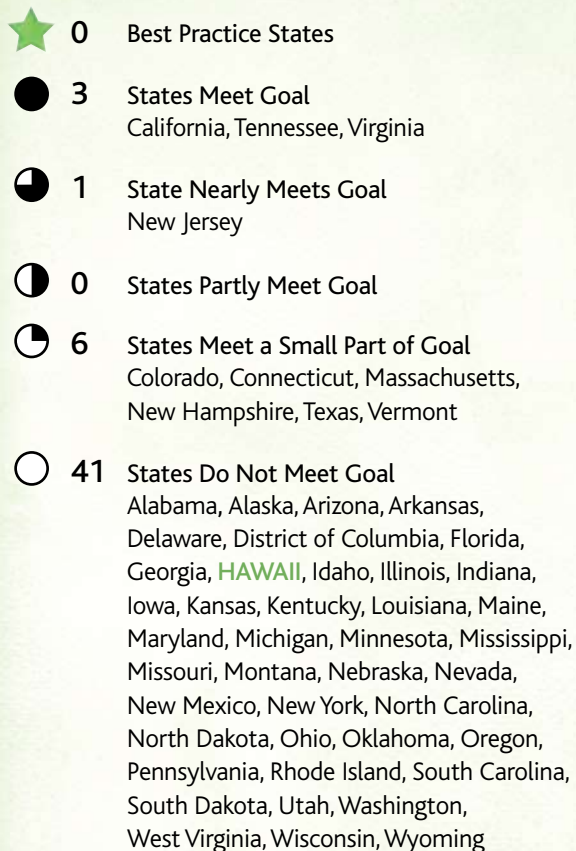 0 Best Practice States
3 States Meet Goal
California, Tennessee, Virginia
1 State Nearly Meets Goal
New Jersey
0 States Partly Meet Goal
6 States Meet a Small Part of Goal
Colorado, Connecticut, Massachusetts,
New Hampshire, Texas, Vermont
41 States Do Not Meet Goal
Alabama, Alaska, Arizona, Arkansas,
Delaware, District of Columbia, Florida,
Georgia, HAWAII, Idaho, Illinois, Indiana,
Iowa, Kansas, Kentucky, Louisiana, Maine,
Maryland, Michigan, Minnesota, Mississippi,
Missouri, Montana, Nebraska, Nevada,
New Mexico, New York, North Carolina,
North Dakota, Ohio, Oklahoma, Oregon,
Pennsylvania, Rhode Island, South Carolina,
South Dakota, Utah, Washington,
West Virginia, Wisconsin, Wyoming